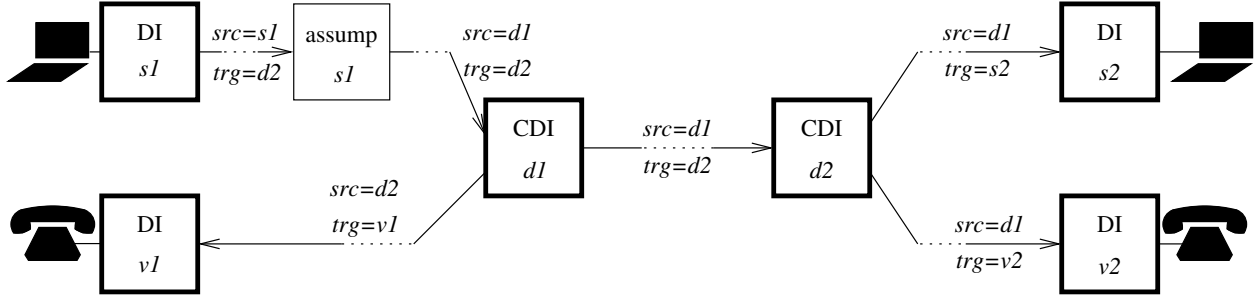 DI
s1
src=s1
trg=d2
assump
s1
src=d1
trg=d2
CDI
d1
src=d1
trg=d2
CDI
d2
src=d1
trg=s2
DI
s2
src=d2
trg=v1
DI
v1
src=d1
trg=v2
DI
v2